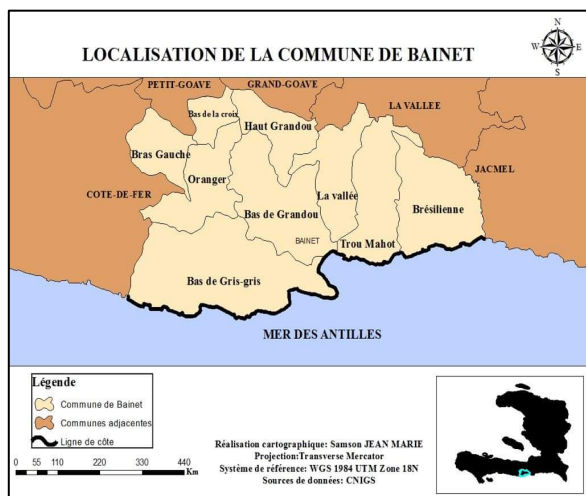 LOCALISATION DE LA COMMUNE DE BAINET
N
W E
S
PETIT-GOAVE
GRAND-GOAVE
LA VALLEE
Bas de la croix
Haut Grandou
Bras Gauche
JACMEL
Oranger
COTE-DE-FER
La vallée
Brésilienne
Bas de Grandou
BAINET
Trou Mahot
Bas de Gris-gris
MER DES ANTILLES
Légende
Commune de Bainet
Communes adjacentes
Ligne de côte
0 55 110 220 330 440
Km
Réalisation cartographique: Samson JEAN MARIE
Projection:Transverse Mercator
Système de référence: WGS 1984 UTM Zone 18N
Sources de données: CNIGS